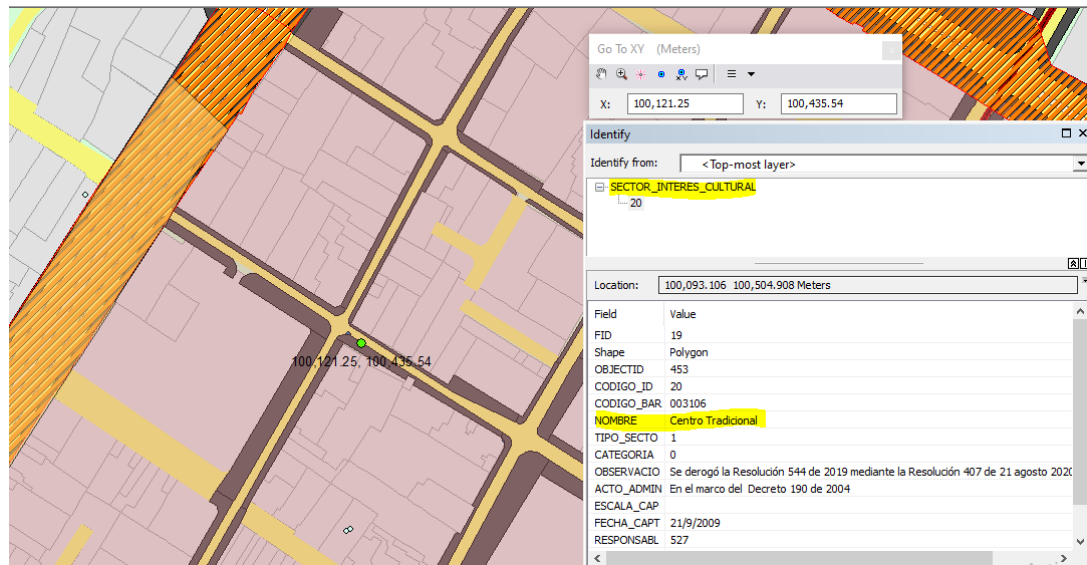 Go To XY (Meters)
X: 100,121.25 Y: 100,435.54
Identify
Identify from: <Top-most layer>
SECTOR_INTERES_CULTURAL
20
Location: 100,093.106 100,504.908 Meters
Field Value
FID 19
Shape Polygon
OBJECTID 453
CODIGO_ID 20
CODIGO_BAR 003106
NOMBRE Centro Tradicional
TIPO_SECTO 1
CATEGORIA 0
OBSERVACIO Se derogó la Resolución 544 de 2019 mediante la Resolución 407 de 21 agosto 2020
ACTO_ADMIN En el marco del Decreto 190 de 2004
ESCALA_CAP
FECHA_CAPT 21/9/2009
RESPONSABL 527
100,121.25, 100,435.54